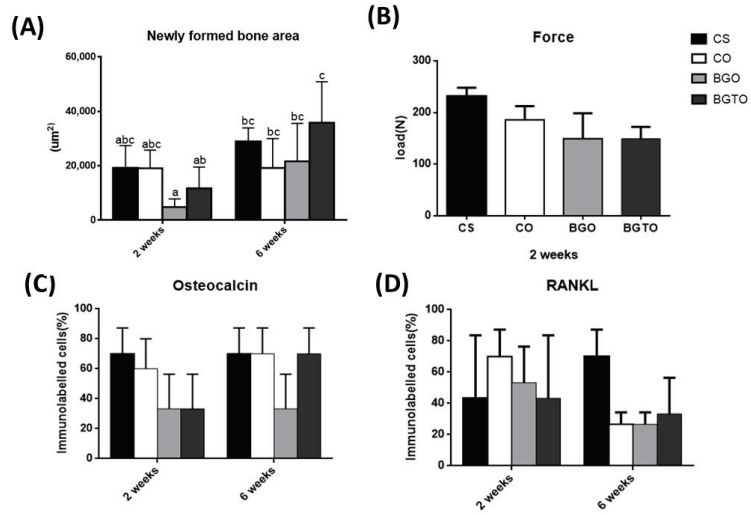 (A)
Newly formed bone area
(um²)
60,000
40,000
20,000
0
abc
abc
a
ab
bc
bc
bc
c
2 weeks
6 weeks
(B)
Force
load(N)
300
200
100
0
CS
CO
BGO
BGTO
2 weeks
CS
CO
BGO
BGTO
(C)
Osteocalcin
Immunolabelled cells(%)
100
80
60
40
20
0
2 weeks
6 weeks
(D)
RANKL
Immunolabelled cells(%)
100
80
60
40
20
0
2 weeks
6 weeks